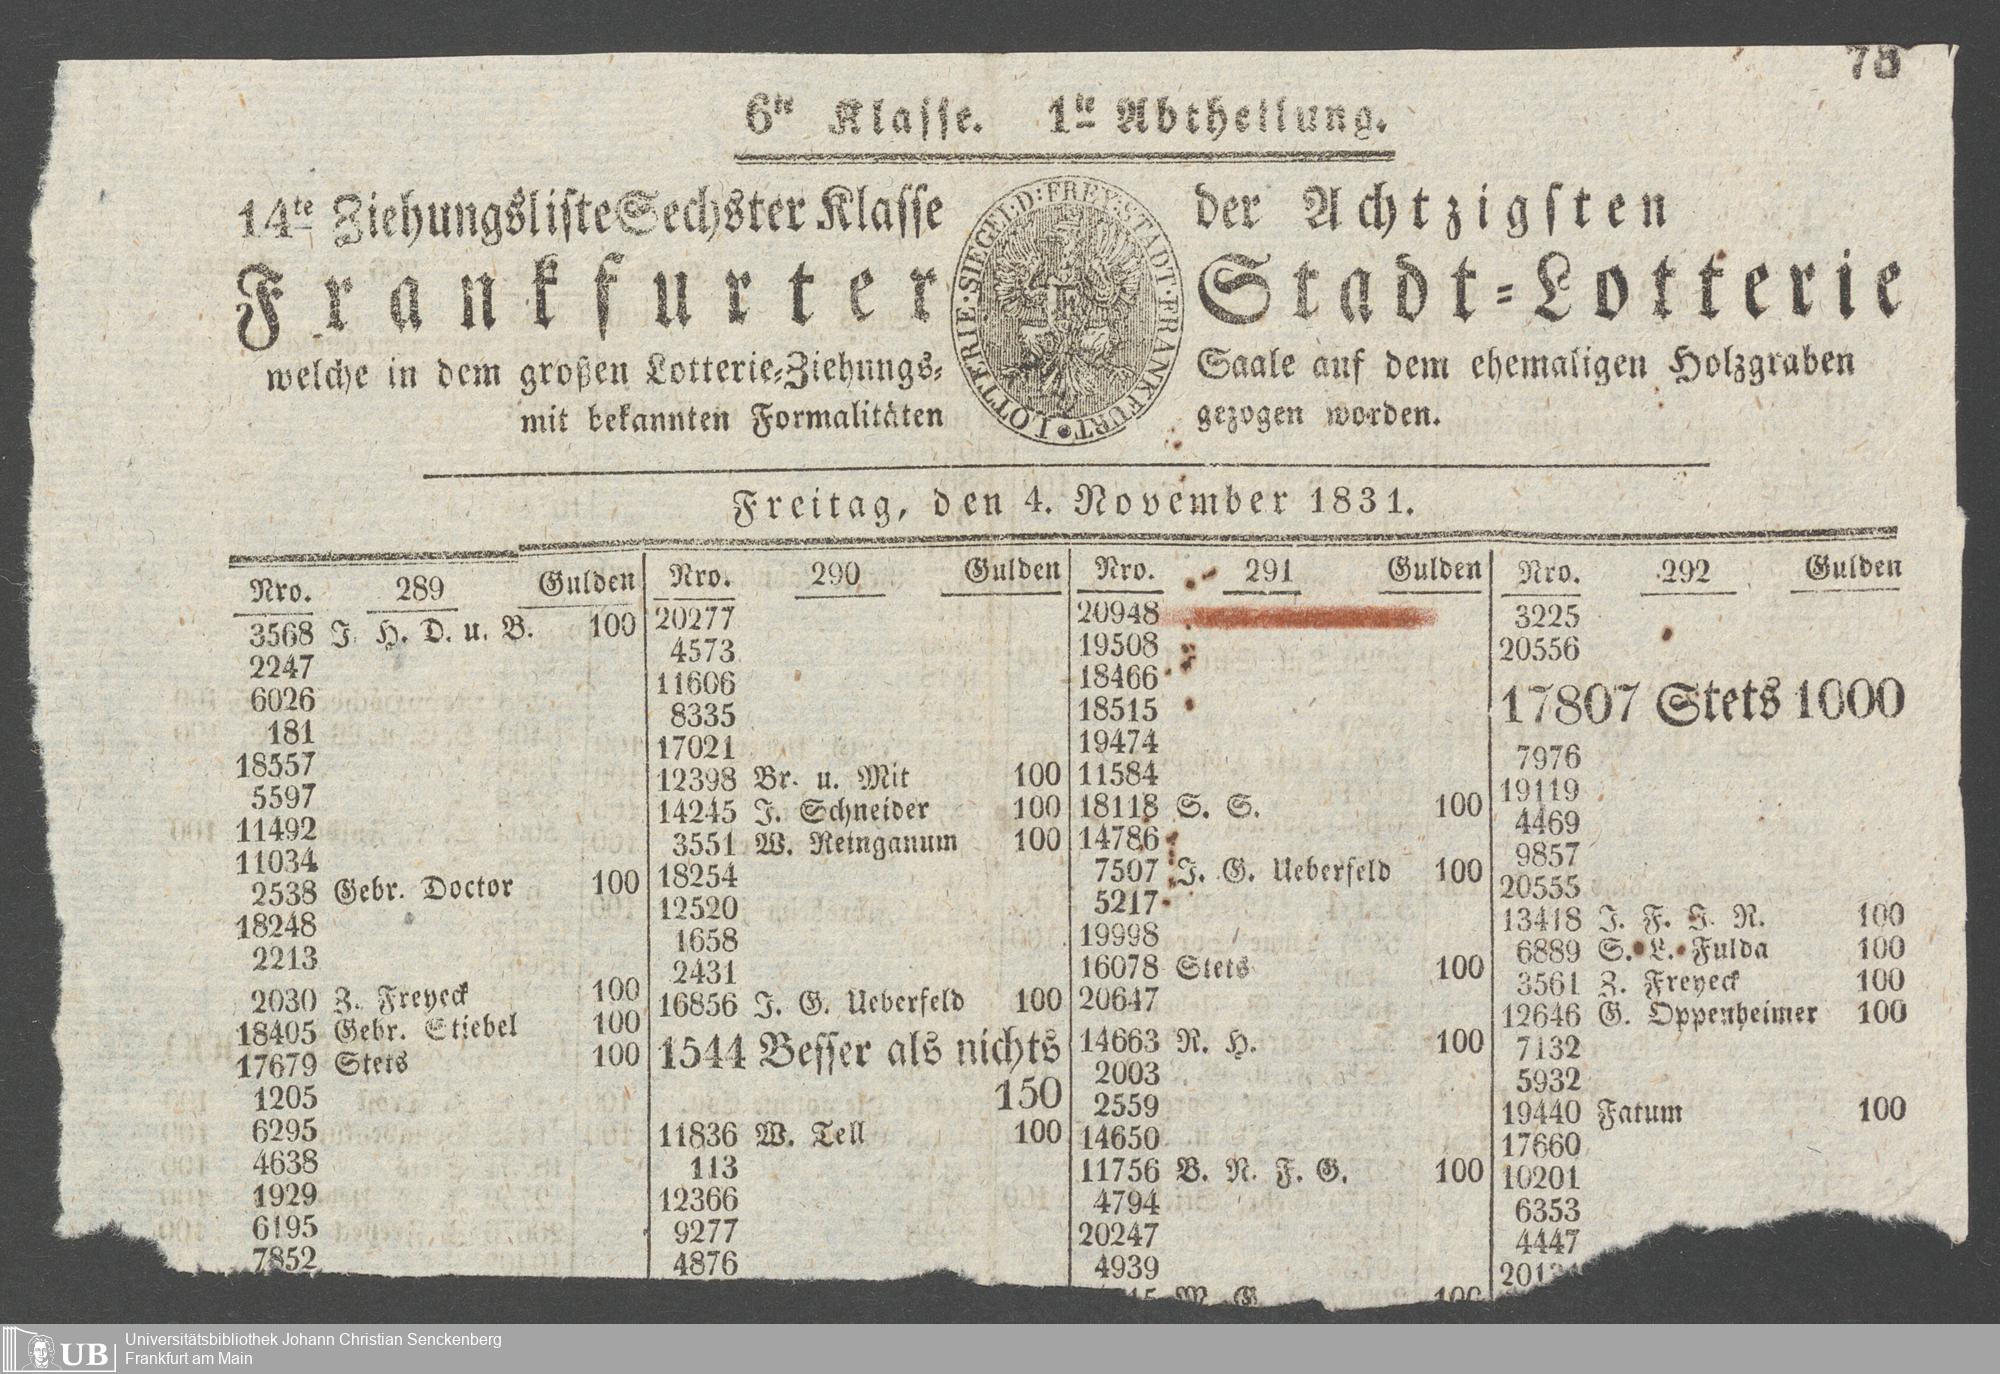 78
6te Klasse. 1te Abtheilung.
14te Ziehungsliste Sechster Klasse der Achtzigsten
Frankfurter Stadt-Lotterie
welche in dem großen Lotterie-Ziehungs- Saale auf dem ehemaligen Holzgraben
mit bekannten Formalitäten gezogen worden.
LOTTERIE·SIEGEL·D:FREY·STADT·FRANKFURT·
F
Freitag, den 4. November 1831.
Nro. 289 Gulden
3568 J. H. D. u. B. 100
2247
6026
181
18557
5597
11492
11034
2538 Gebr. Doctor 100
18248
2213
2030 Z. Freyeck 100
18405 Gebr. Stiebel 100
17679 Stets 100
1205
6295
4638
1929
6195
7852
Nro. 290 Gulden
20277
4573
11606
8335
17021
12398 Br. u. Mit 100
14245 J. Schneider 100
3551 W. Reinganum 100
18254
12520
1658
2431
16856 J. G. Ueberfeld 100
1544 Besser als nichts
150
11836 W. Tell 100
113
12366
9277
4876
Nro. 291 Gulden
20948
19508
18466
18515
19474
11584
18118 S. S. 100
14786
7507 J. G. Ueberfeld 100
5217
19998
16078 Stets 100
20647
14663 R. H. 100
2003
2559
14650
11756 B. N. F. G. 100
4794
20247
4939
100
Nro. 292 Gulden
3225
20556
17807 Stets 1000
7976
19119
4469
9857
20555
13418 J. F. J. R. 100
6889 S. L. Fulda 100
3561 Z. Freyeck 100
12646 G. Oppenheimer 100
7132
5932
19440 Fatum 100
17660
10201
6353
4447
UB
Universitätsbibliothek Johann Christian Senckenberg
Frankfurt am Main